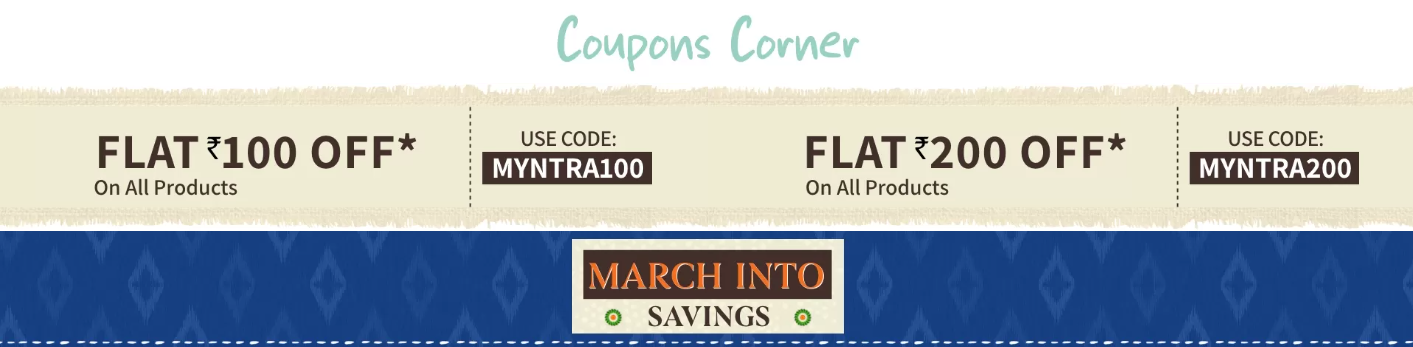 Coupons Corner
FLAT ₹100 OFF*
On All Products
USE CODE:
MYNTRA100
FLAT ₹200 OFF*
On All Products
USE CODE:
MYNTRA200
MARCH INTO
SAVINGS